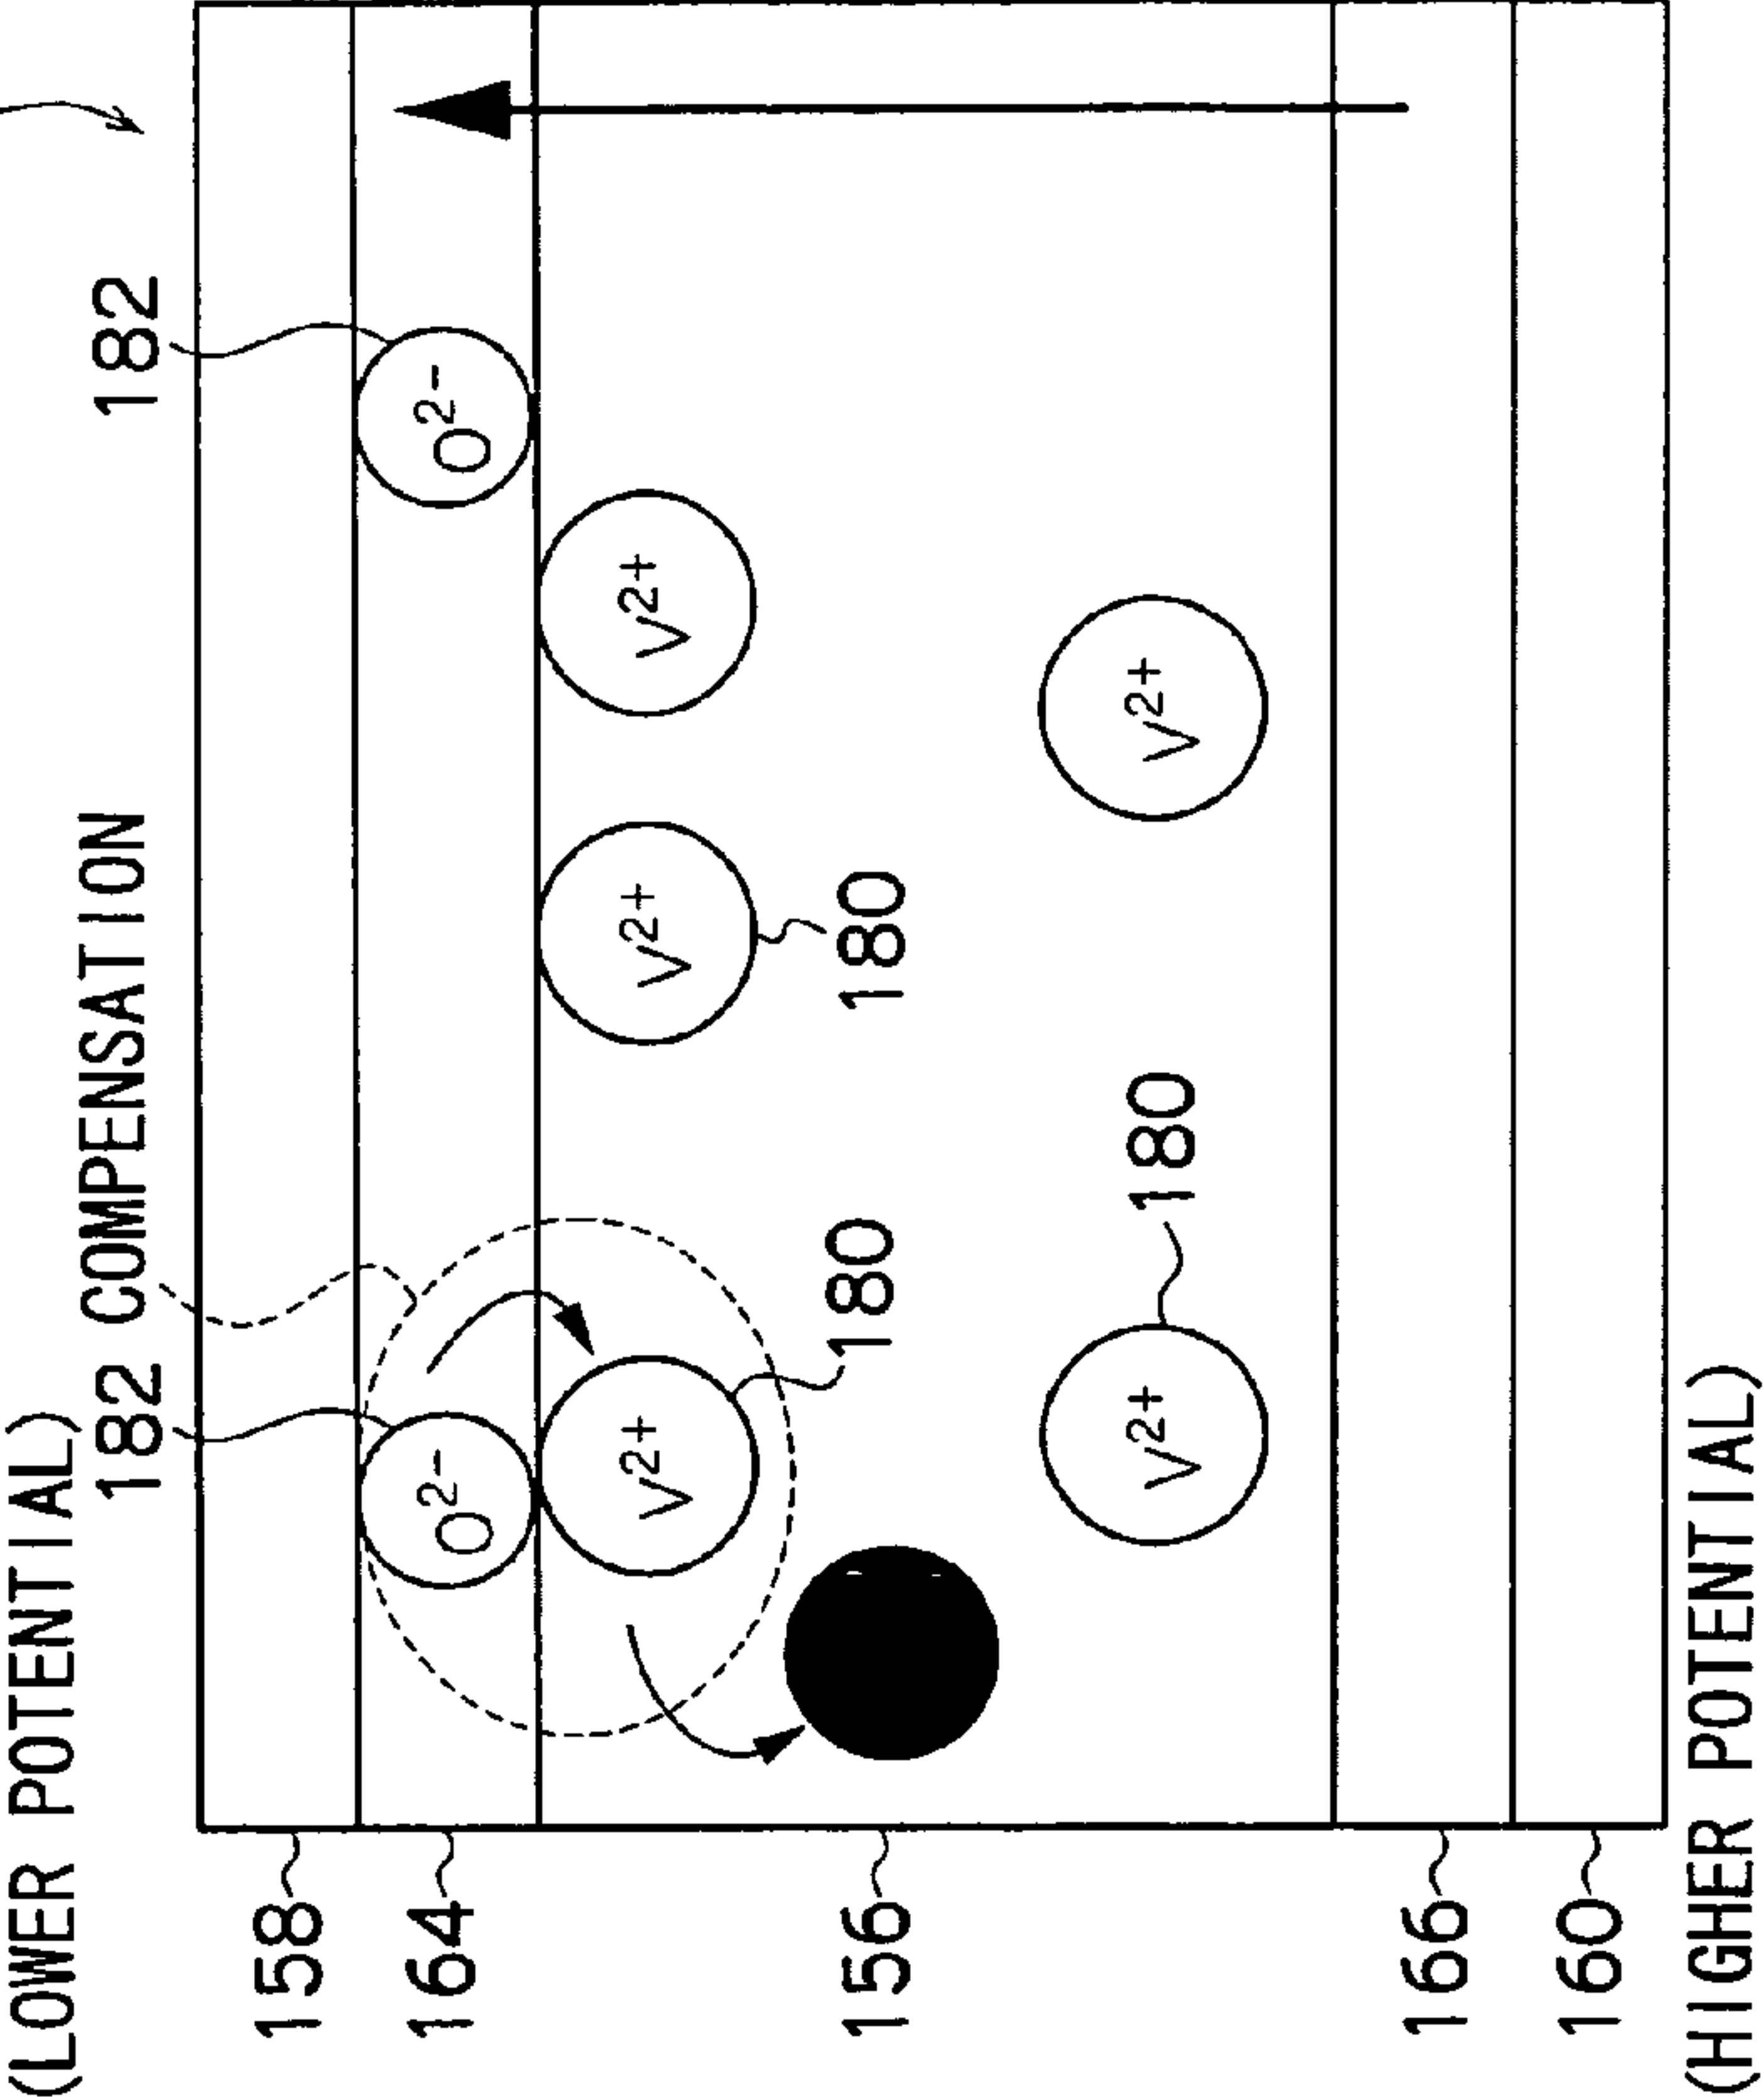 (LOWER POTENTIAL)
182 COMPENSATION 182
158
164 O²⁻ O²⁻
V²⁺ V²⁺ V²⁺
156 180 180
V²⁺ 180 V²⁺
166
160
(HIGHER POTENTIAL)